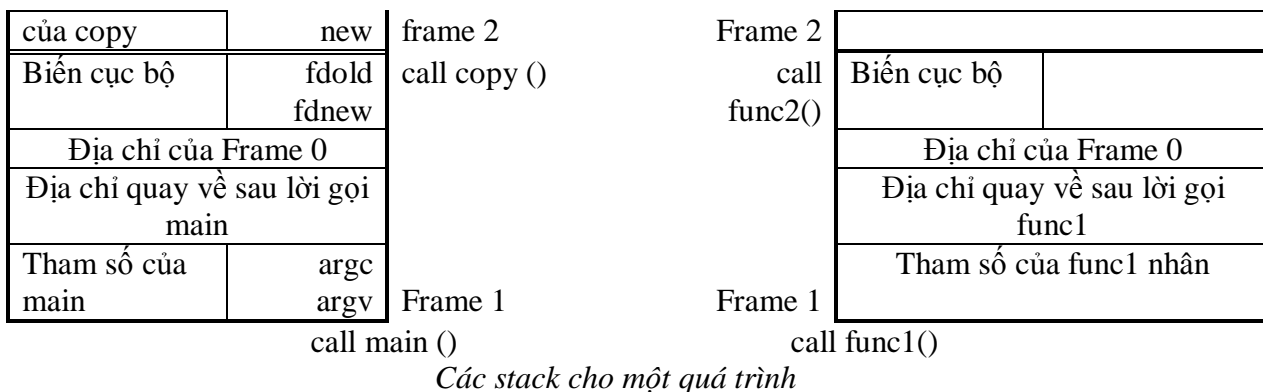 của copy new frame 2 Frame 2
Biến cục bộ fdold call copy () call Biến cục bộ
fdnew func2()
Địa chỉ của Frame 0 Địa chỉ của Frame 0
Địa chỉ quay về sau lời gọi Địa chỉ quay về sau lời gọi
main func1
Tham số của argc Tham số của func1 nhân
main argv Frame 1 Frame 1
call main () call func1()
Các stack cho một quá trình